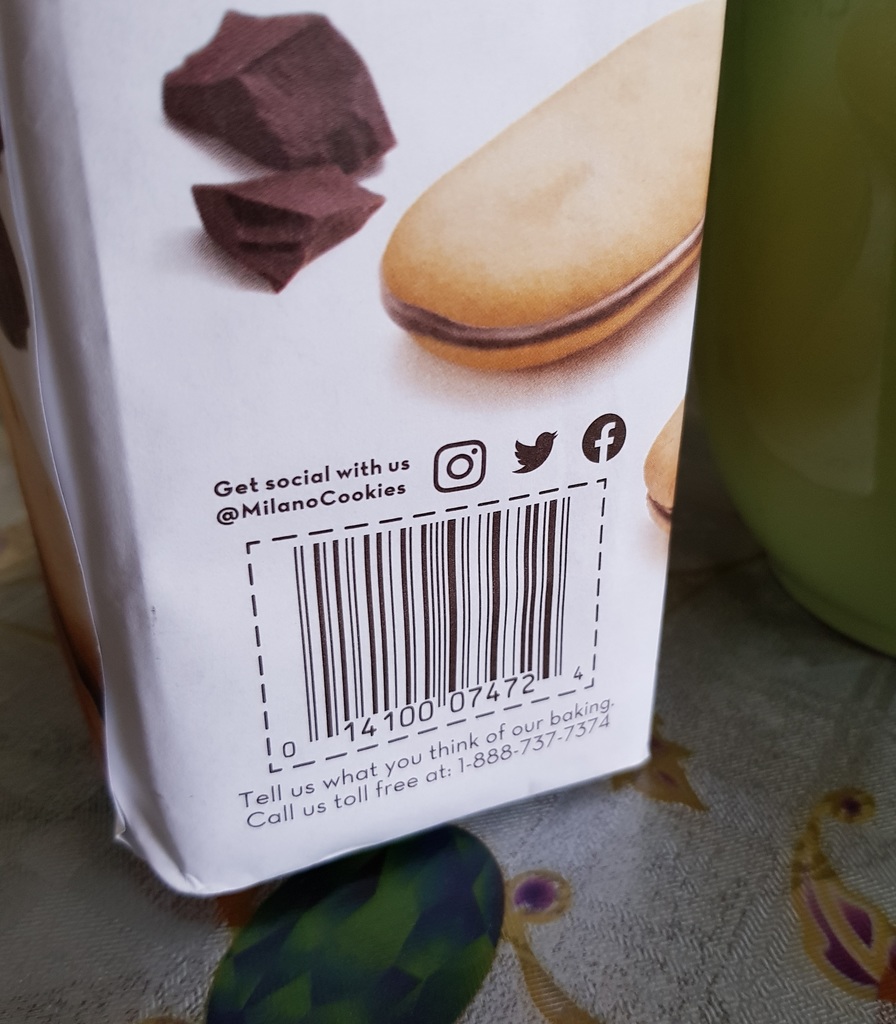 Get social with us
@MilanoCookies
0 14100 07472 4
Tell us what you think of our baking.
Call us toll free at: 1-888-737-7374